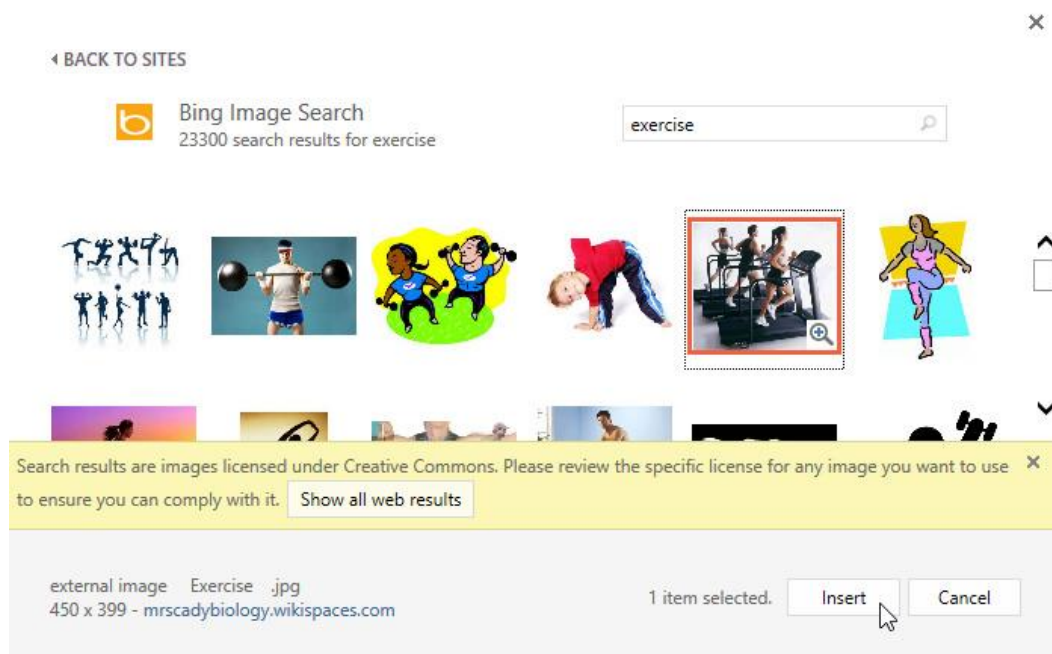 BACK TO SITES
Bing Image Search
23300 search results for exercise
exercise
Search results are images licensed under Creative Commons. Please review the specific license for any image you want to use
to ensure you can comply with it. Show all web results
external image Exercise .jpg
450 x 399 - mrscadybiology.wikispaces.com
1 item selected. Insert Cancel